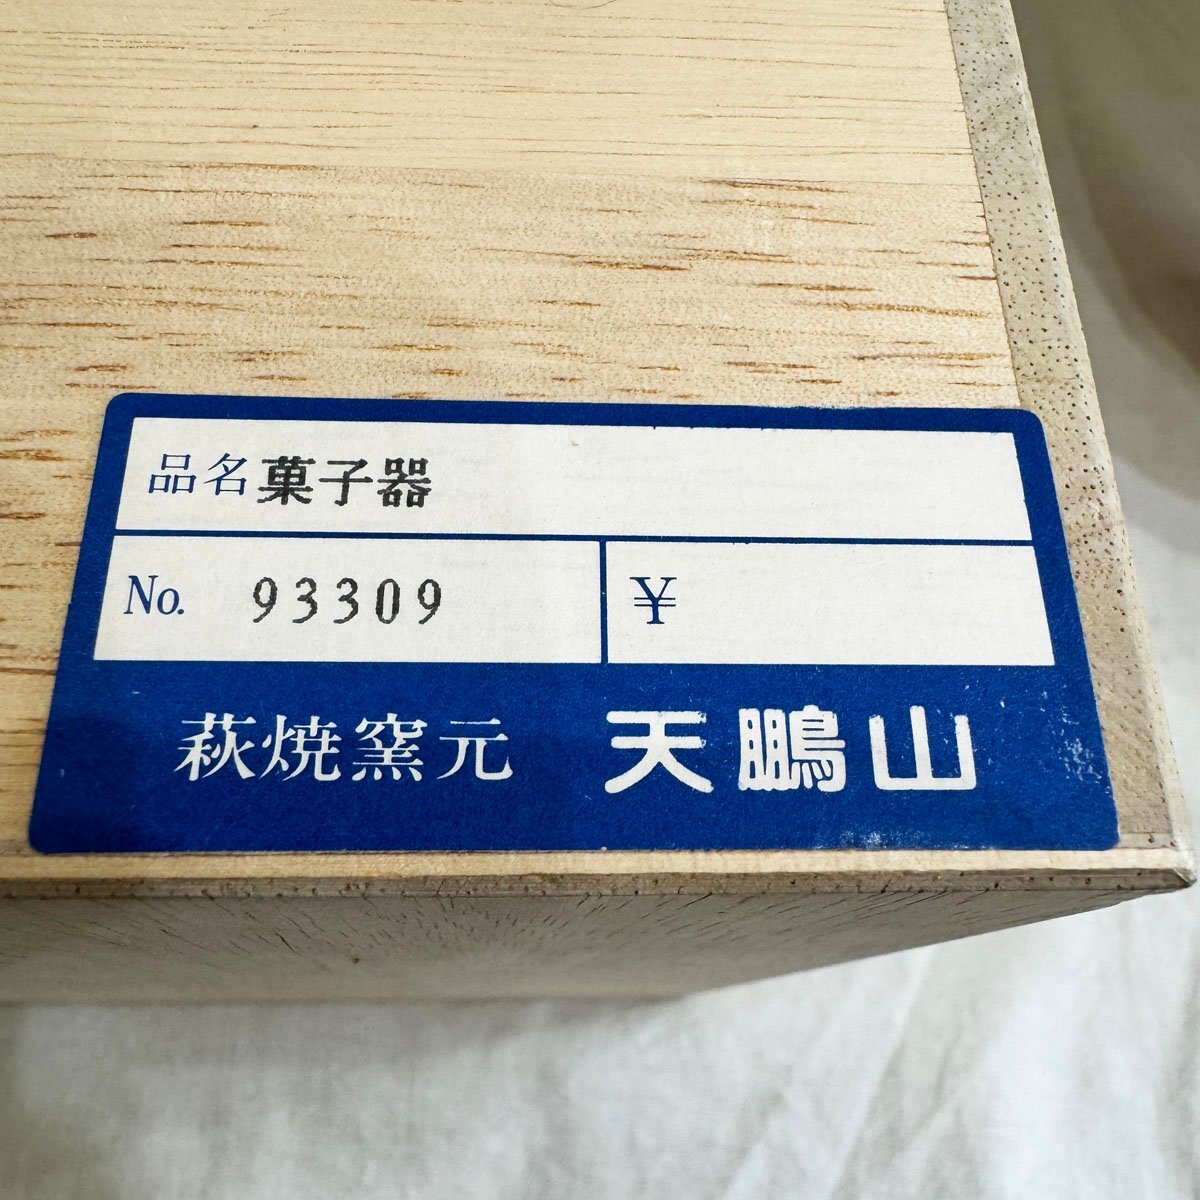 品名 菓子器
No. 93309 ¥
萩焼窯元 天鵬山